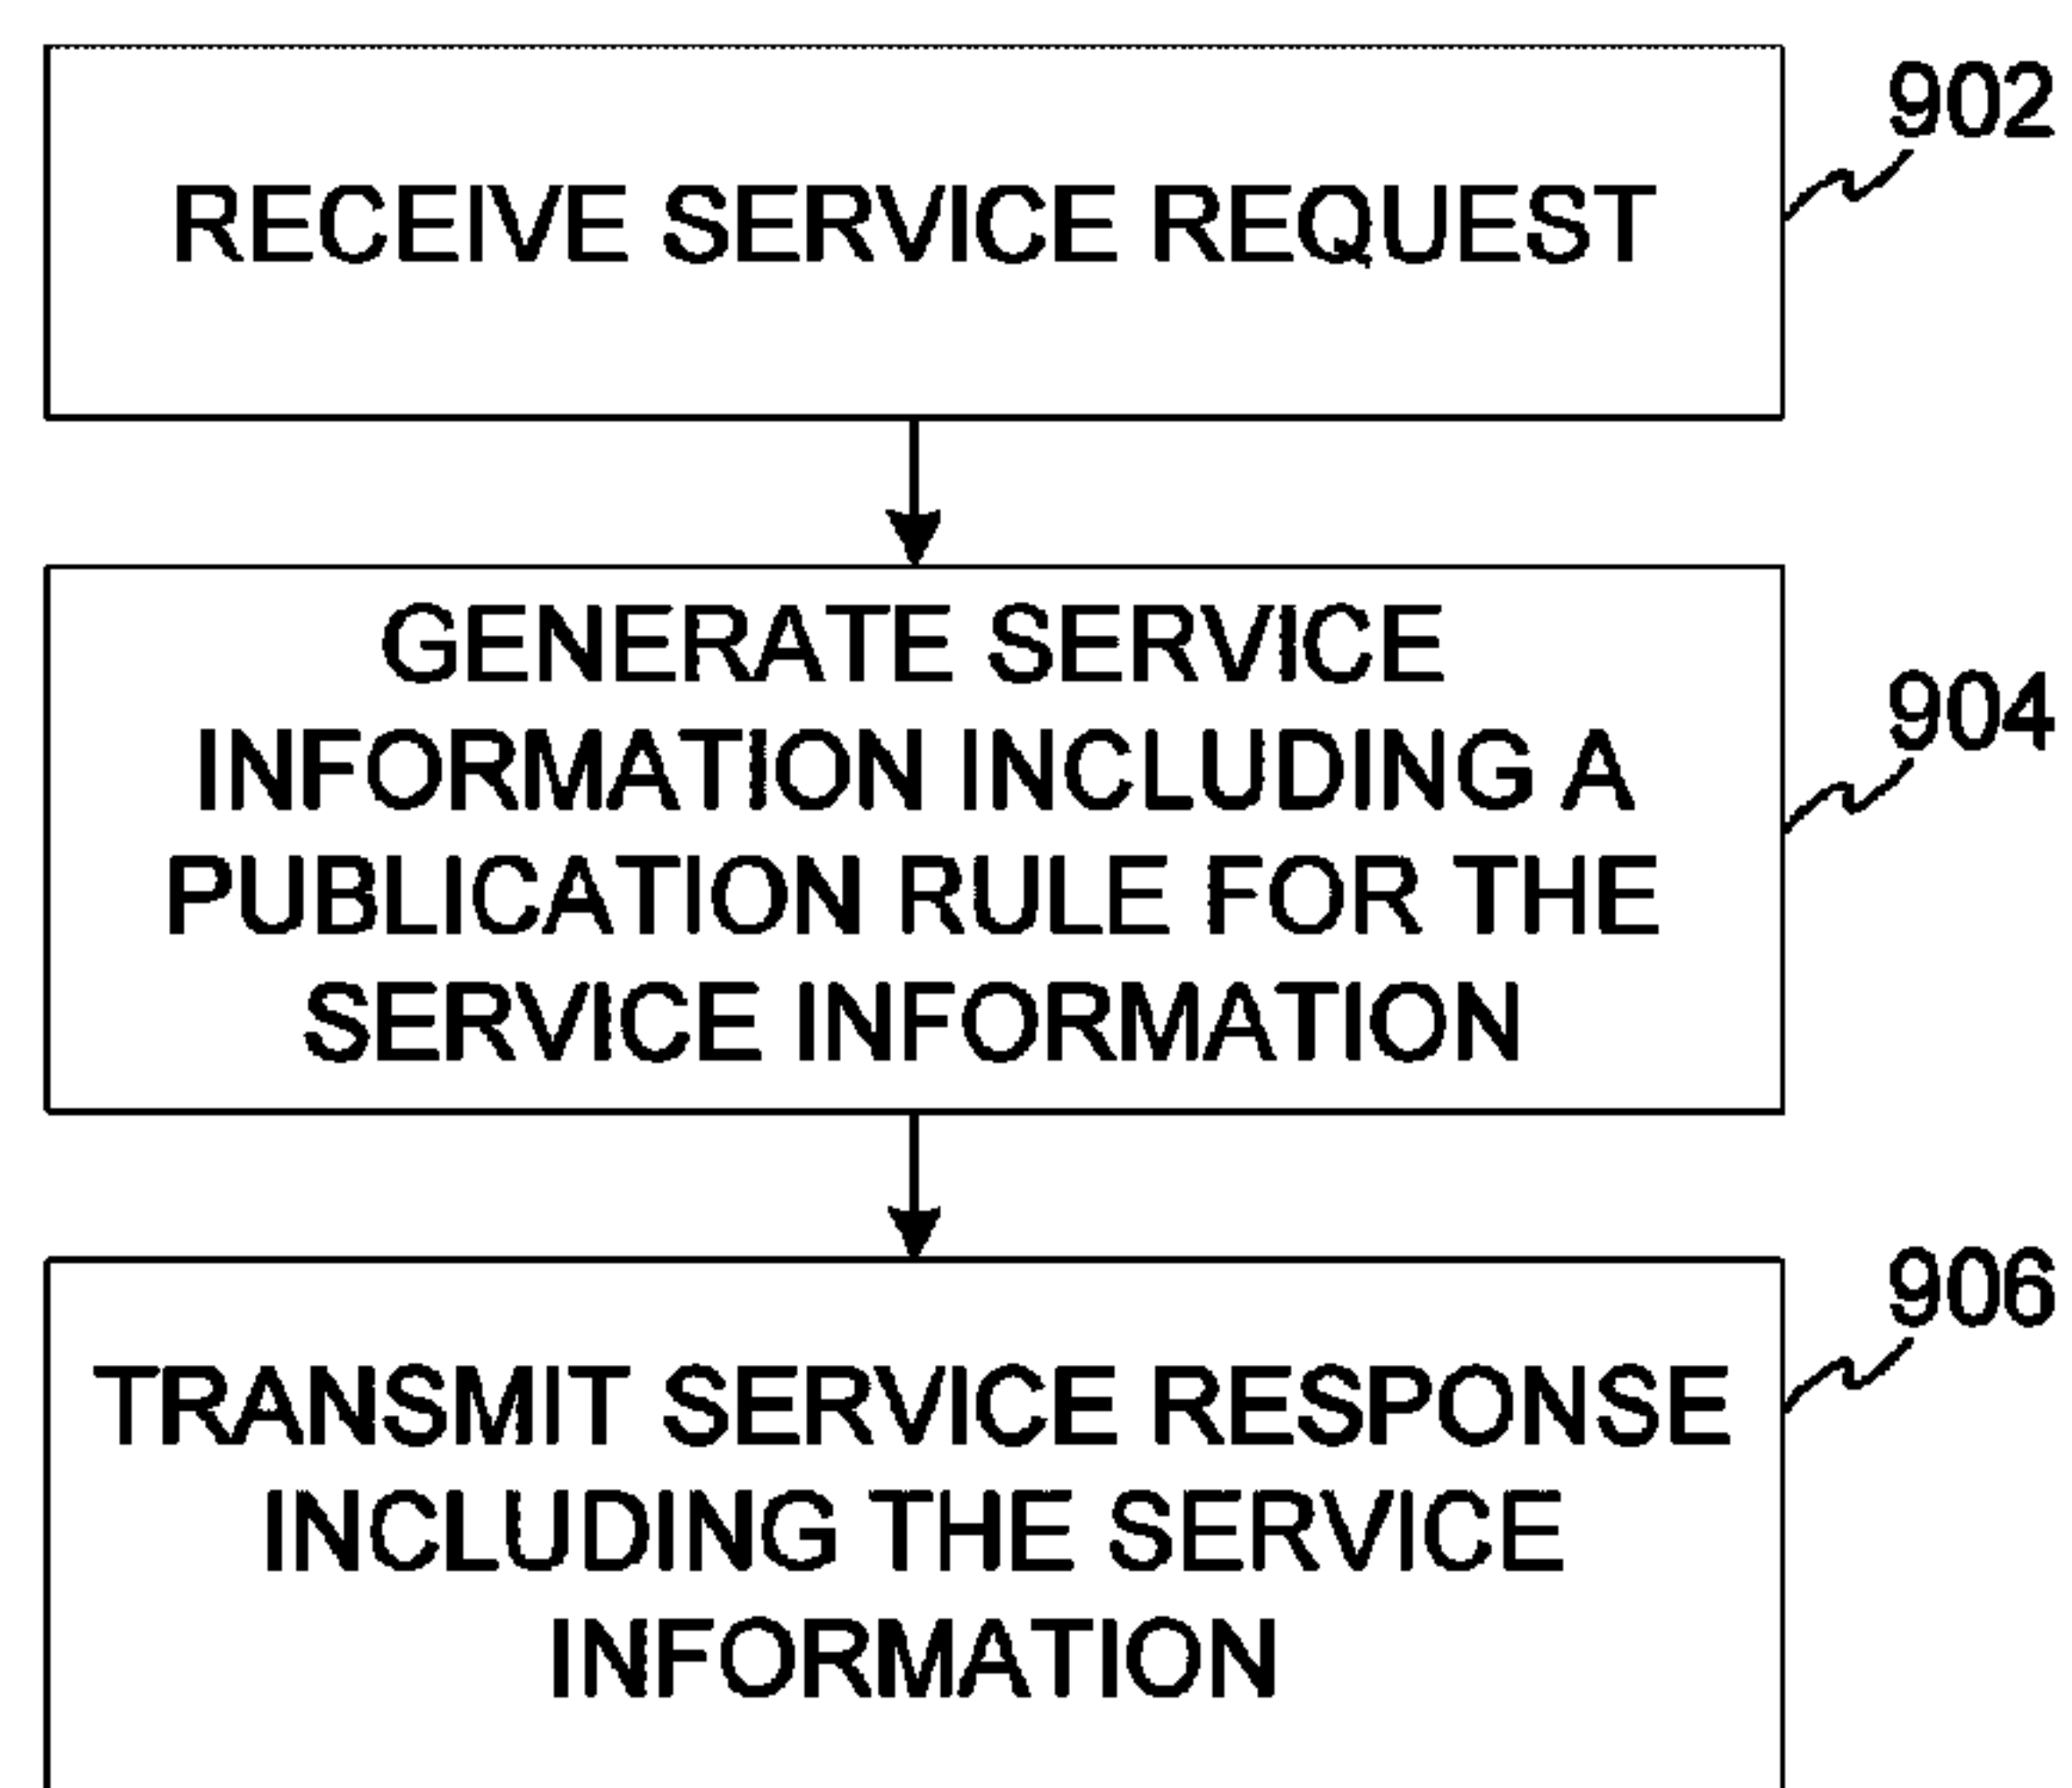 902
RECEIVE SERVICE REQUEST
GENERATE SERVICE
INFORMATION INCLUDING A
PUBLICATION RULE FOR THE
SERVICE INFORMATION
904
906
TRANSMIT SERVICE RESPONSE
INCLUDING THE SERVICE
INFORMATION